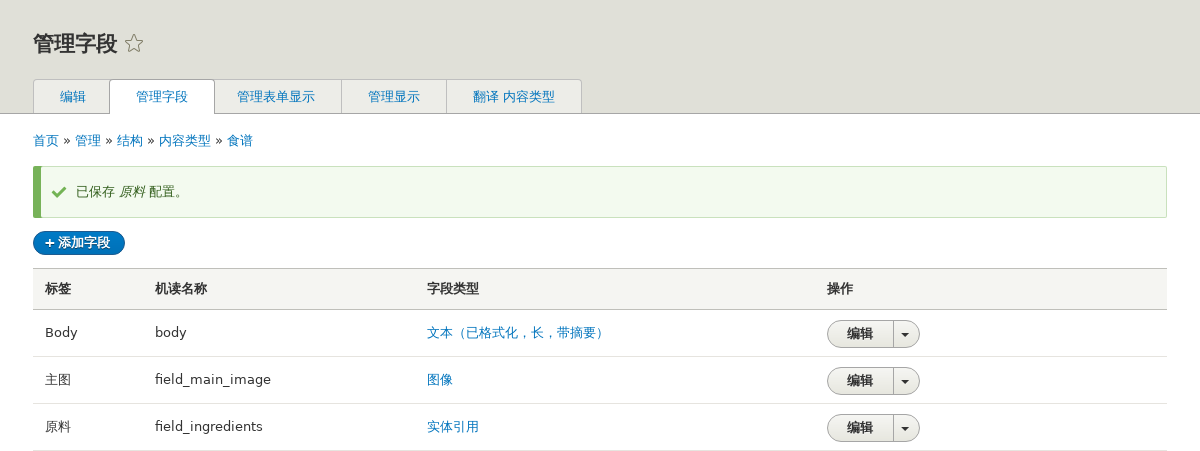 管理字段
编辑 管理字段 管理表单显示 管理显示 翻译 内容类型
首页 » 管理 » 结构 » 内容类型 » 食谱
已保存 原料 配置。
+ 添加字段
标签 机读名称 字段类型 操作
Body body 文本（已格式化，长，带摘要） 编辑
主图 field_main_image 图像 编辑
原料 field_ingredients 实体引用 编辑